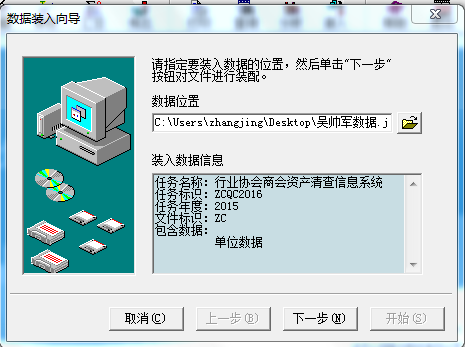 数据装入向导
请指定要装入数据的位置，然后单击“下一步”
按钮对文件进行装配。
数据位置
C:\Users\zhangjing\Desktop\吴帅军数据.j
装入数据信息
任务名称：行业协会商会资产清查信息系统
任务标识：ZCQC2016
任务年度：2015
文件标识：ZC
包含数据：
单位数据
取消(C)
上一步(B)
下一步(N)
开始(S)